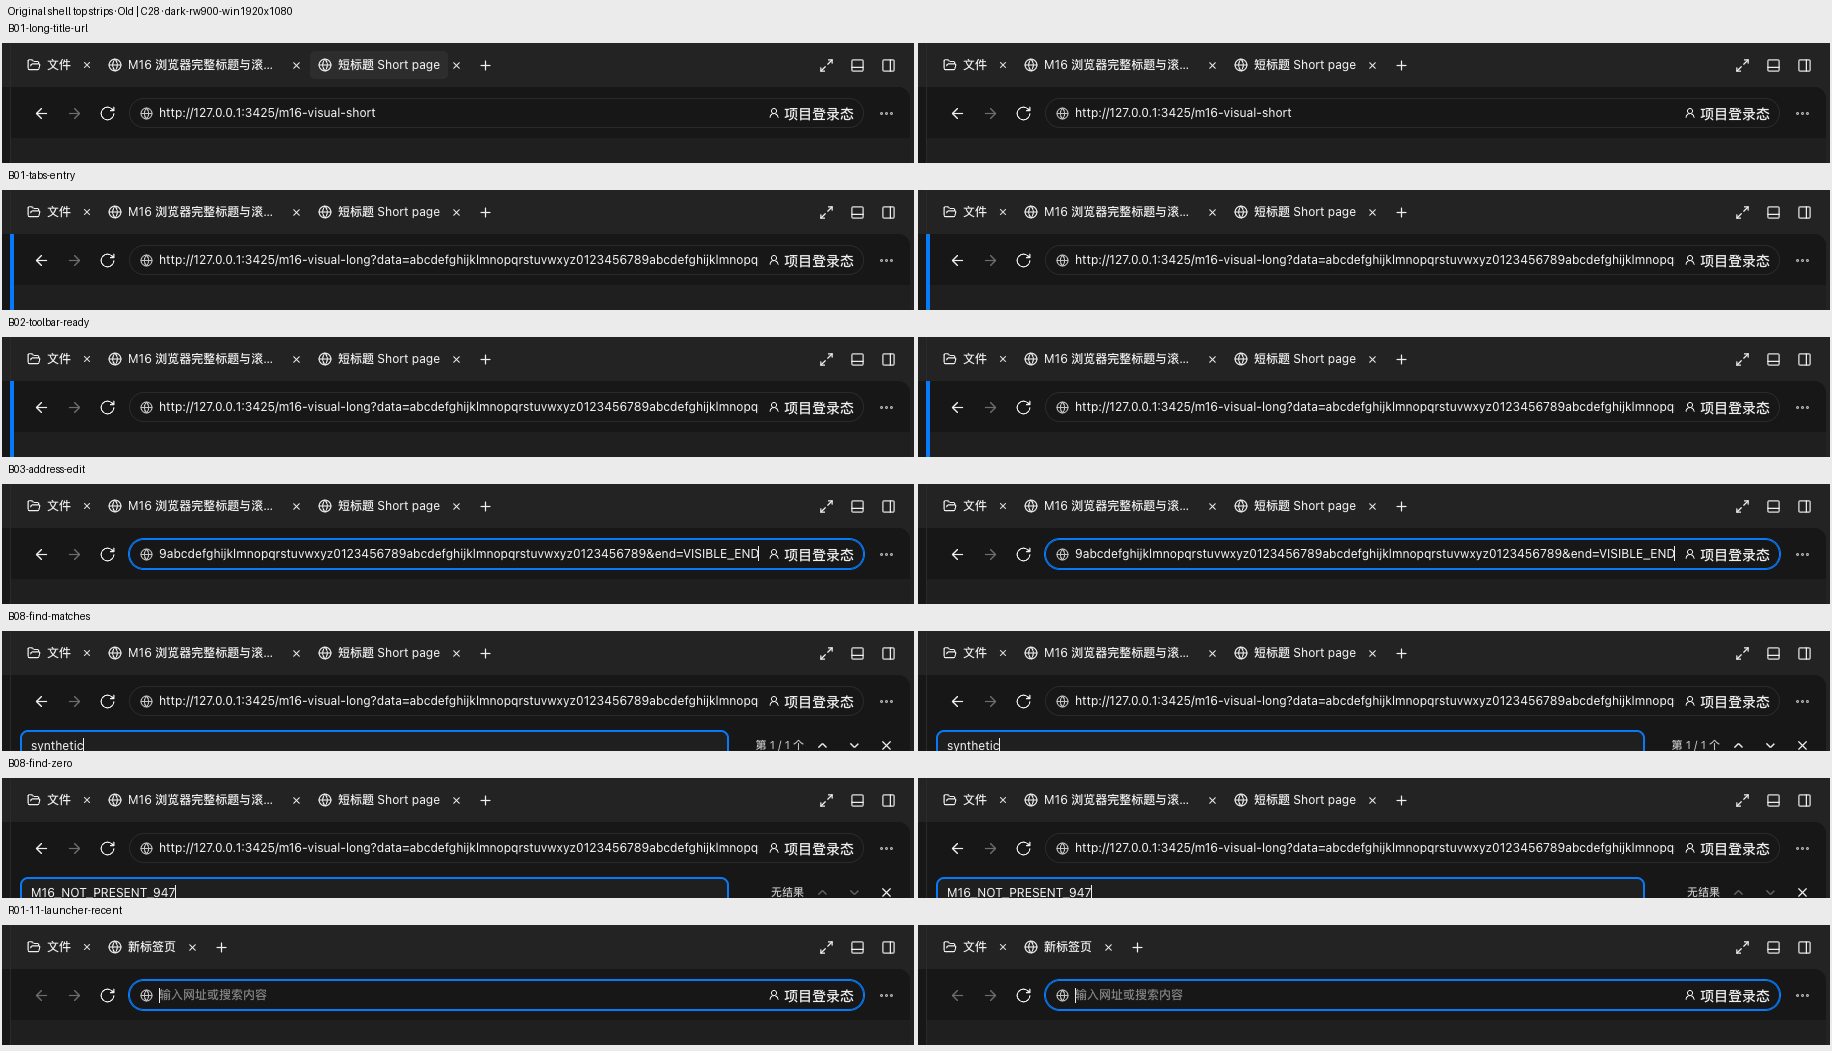 Original shell top strips · Old | C28 · dark-rw900-win1920x1080
B01-long-title-url
文件 × M16 浏览器完整标题与滚... × 短标题 Short page × +
文件 × M16 浏览器完整标题与滚... × 短标题 Short page × +
http://127.0.0.1:3425/m16-visual-short 项目登录态
http://127.0.0.1:3425/m16-visual-short 项目登录态
B01-tabs-entry
文件 × M16 浏览器完整标题与滚... × 短标题 Short page × +
文件 × M16 浏览器完整标题与滚... × 短标题 Short page × +
http://127.0.0.1:3425/m16-visual-long?data=abcdefghijklmnopqrstuvwxyz0123456789abcdefghijklmnopq 项目登录态
http://127.0.0.1:3425/m16-visual-long?data=abcdefghijklmnopqrstuvwxyz0123456789abcdefghijklmnopq 项目登录态
B02-toolbar-ready
文件 × M16 浏览器完整标题与滚... × 短标题 Short page × +
文件 × M16 浏览器完整标题与滚... × 短标题 Short page × +
http://127.0.0.1:3425/m16-visual-long?data=abcdefghijklmnopqrstuvwxyz0123456789abcdefghijklmnopq 项目登录态
http://127.0.0.1:3425/m16-visual-long?data=abcdefghijklmnopqrstuvwxyz0123456789abcdefghijklmnopq 项目登录态
B03-address-edit
文件 × M16 浏览器完整标题与滚... × 短标题 Short page × +
文件 × M16 浏览器完整标题与滚... × 短标题 Short page × +
9abcdefghijklmnopqrstuvwxyz0123456789abcdefghijklmnopqrstuvwxyz0123456789&end=VISIBLE_END 项目登录态
9abcdefghijklmnopqrstuvwxyz0123456789abcdefghijklmnopqrstuvwxyz0123456789&end=VISIBLE_END 项目登录态
B08-find-matches
文件 × M16 浏览器完整标题与滚... × 短标题 Short page × +
文件 × M16 浏览器完整标题与滚... × 短标题 Short page × +
http://127.0.0.1:3425/m16-visual-long?data=abcdefghijklmnopqrstuvwxyz0123456789abcdefghijklmnopq 项目登录态
http://127.0.0.1:3425/m16-visual-long?data=abcdefghijklmnopqrstuvwxyz0123456789abcdefghijklmnopq 项目登录态
synthetic 第 1 / 1 个
synthetic 第 1 / 1 个
B08-find-zero
文件 × M16 浏览器完整标题与滚... × 短标题 Short page × +
文件 × M16 浏览器完整标题与滚... × 短标题 Short page × +
http://127.0.0.1:3425/m16-visual-long?data=abcdefghijklmnopqrstuvwxyz0123456789abcdefghijklmnopq 项目登录态
http://127.0.0.1:3425/m16-visual-long?data=abcdefghijklmnopqrstuvwxyz0123456789abcdefghijklmnopq 项目登录态
M16_NOT_PRESENT_947 无结果
M16_NOT_PRESENT_947 无结果
R01-11-launcher-recent
文件 × 新标签页 × +
文件 × 新标签页 × +
输入网址或搜索内容 项目登录态
输入网址或搜索内容 项目登录态